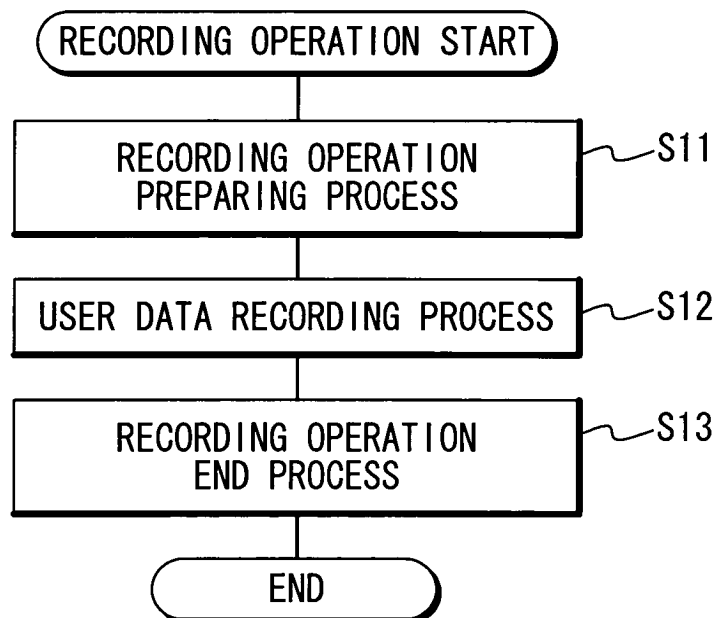 RECORDING OPERATION START
RECORDING OPERATION
PREPARING PROCESS
S11
USER DATA RECORDING PROCESS
S12
RECORDING OPERATION
END PROCESS
S13
END